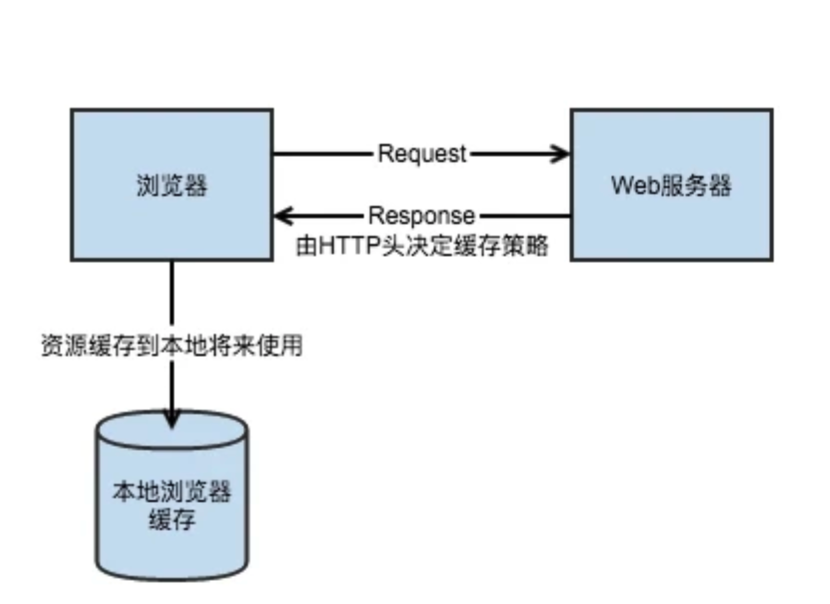 浏览器
Request
Web服务器
Response
由HTTP头决定缓存策略
资源缓存到本地将来使用
本地浏览器
缓存